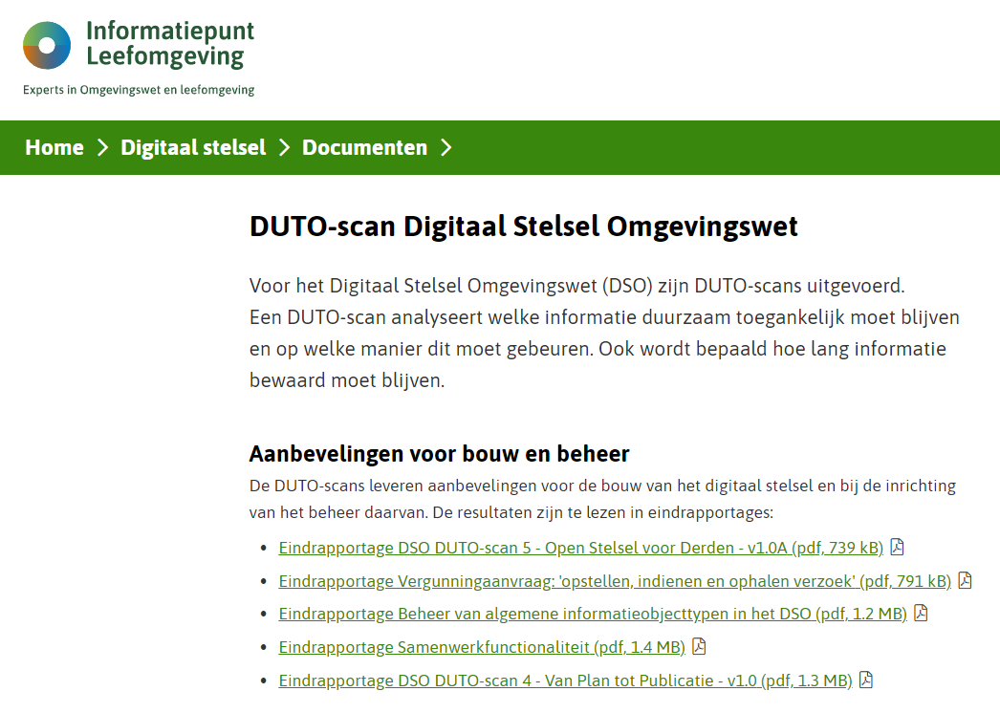 Informatiepunt
Leefomgeving
Experts in Omgevingswet en leefomgeving
Home > Digitaal stelsel > Documenten >
DUTO-scan Digitaal Stelsel Omgevingswet
Voor het Digitaal Stelsel Omgevingswet (DSO) zijn DUTO-scans uitgevoerd.
Een DUTO-scan analyseert welke informatie duurzaam toegankelijk moet blijven
en op welke manier dit moet gebeuren. Ook wordt bepaald hoe lang informatie
bewaard moet blijven.
Aanbevelingen voor bouw en beheer
De DUTO-scans leveren aanbevelingen voor de bouw van het digitaal stelsel en bij de inrichting
van het beheer daarvan. De resultaten zijn te lezen in eindrapportages:
• Eindrapportage DSO DUTO-scan 5 - Open Stelsel voor Derden - v1.0A (pdf, 739 kB)
• Eindrapportage Vergunningaanvraag: 'opstellen, indienen en ophalen verzoek' (pdf, 791 kB)
• Eindrapportage Beheer van algemene informatieobjecttypen in het DSO (pdf, 1.2 MB)
• Eindrapportage Samenwerkfunctionaliteit (pdf, 1.4 MB)
• Eindrapportage DSO DUTO-scan 4 - Van Plan tot Publicatie - v1.0 (pdf, 1.3 MB)